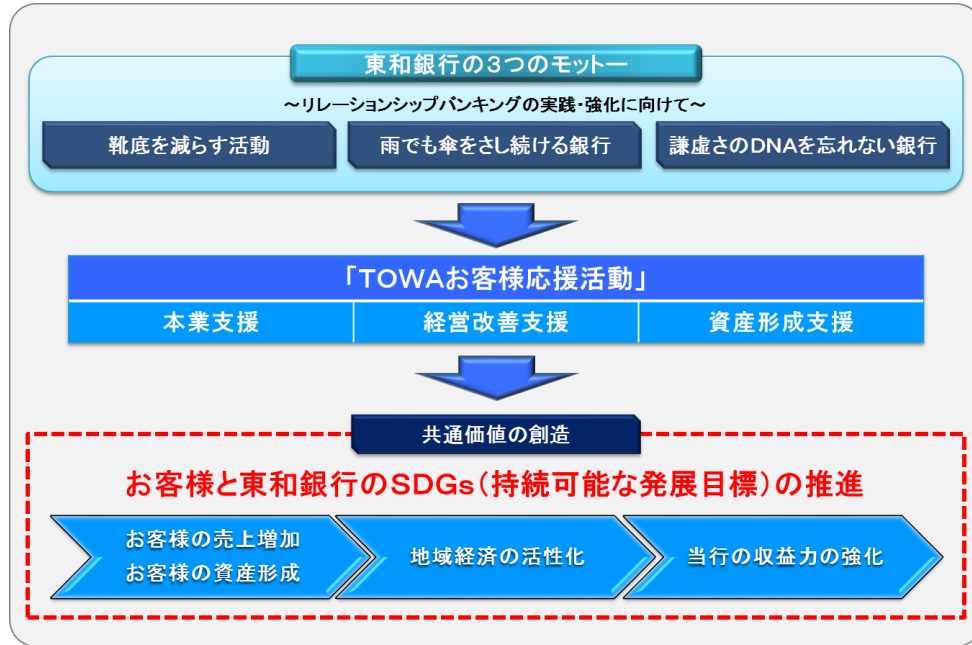 東和銀行の3つのモットー
～リレーションシップバンキングの実践・強化に向けて～
靴底を減らす活動
雨でも傘をさし続ける銀行
謙虚さのDNAを忘れない銀行
「TOWAお客様応援活動」
本業支援
経営改善支援
資産形成支援
共通価値の創造
お客様と東和銀行のSDGs(持続可能な発展目標)の推進
お客様の売上増加
お客様の資産形成
地域経済の活性化
当行の収益力の強化